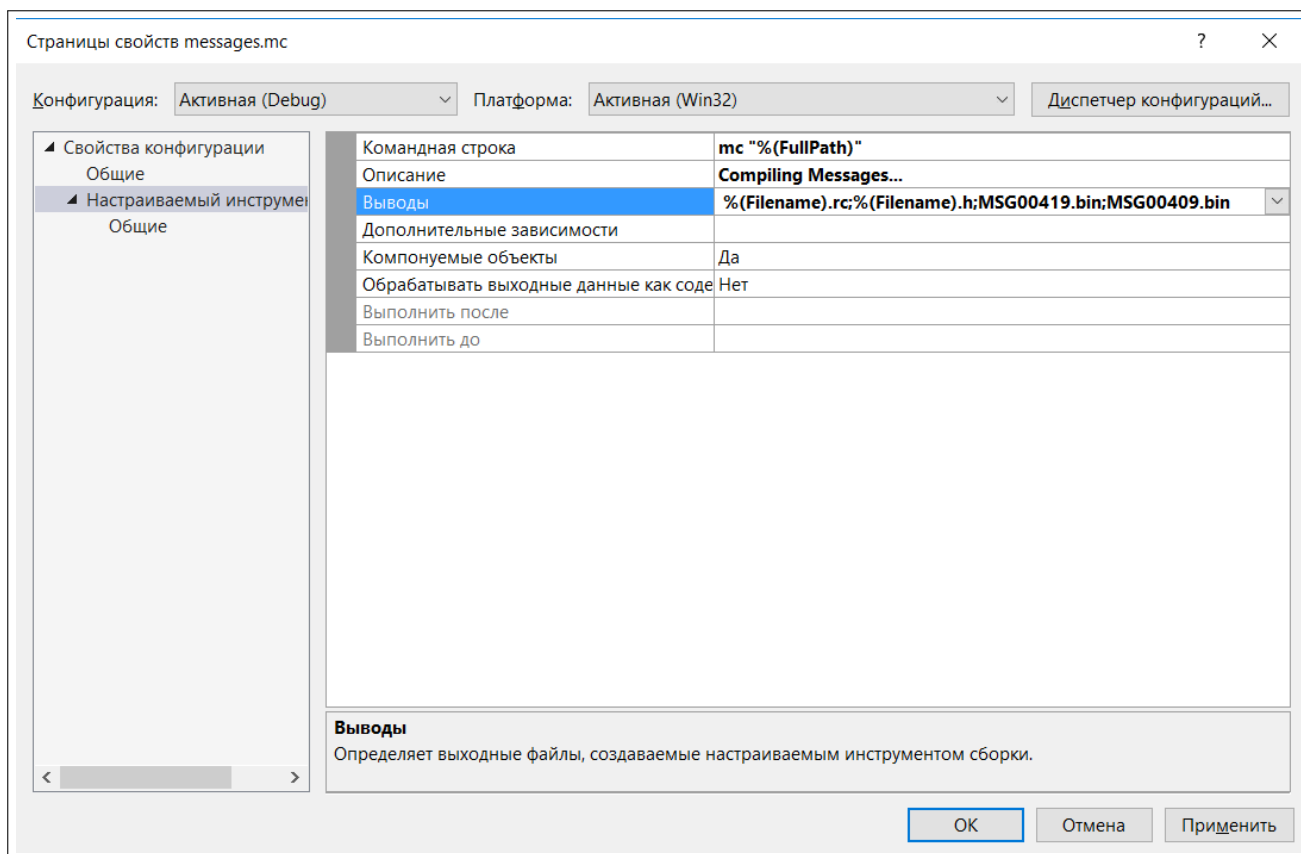 Страницы свойств messages.mc ?
Конфигурация: Активная (Debug) Платформа: Активная (Win32) Диспетчер конфигураций...
Свойства конфигурации
Общие
Настраиваемый инструмен
Общие
Командная строка mc "%(FullPath)"
Описание Compiling Messages...
Выводы %(Filename).rc;%(Filename).h;MSG00419.bin;MSG00409.bin
Дополнительные зависимости
Компонуемые объекты Да
Обрабатывать выходные данные как соде Нет
Выполнить после
Выполнить до
Выводы
Определяет выходные файлы, создаваемые настраиваемым инструментом сборки.
ОК Отмена Применить